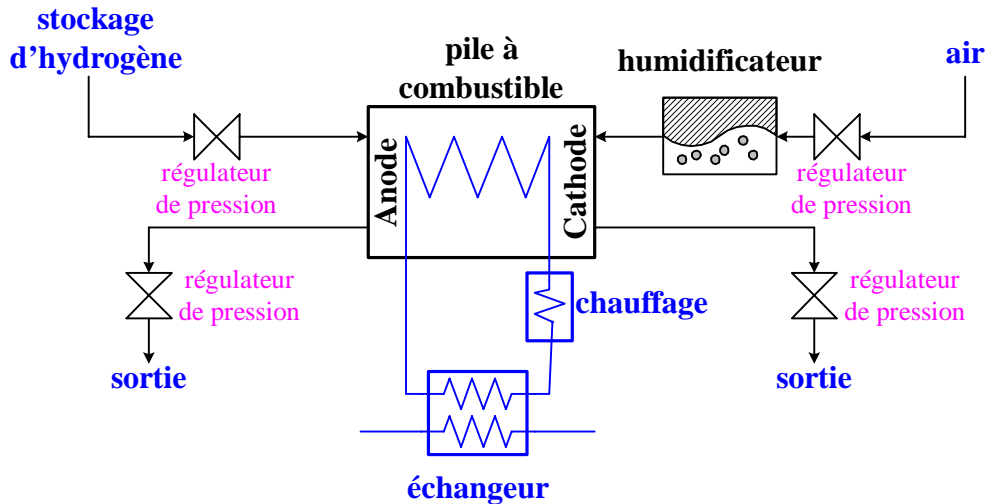 stockage
d’hydrogène
pile à
combustible
humidificateur
air
Anode
Cathode
régulateur
de pression
régulateur
de pression
régulateur
de pression
chauffage
régulateur
de pression
sortie
sortie
échangeur